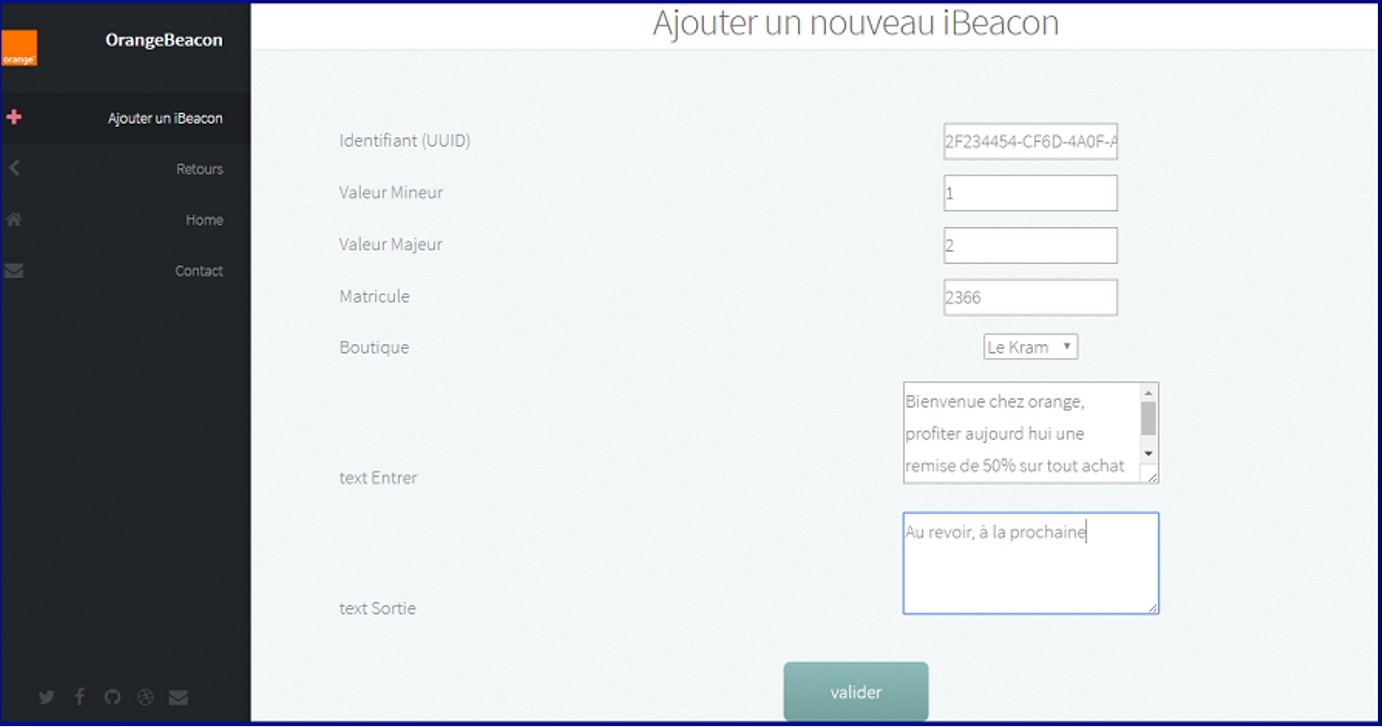 Ajouter un nouveau iBeacon
orange
OrangeBeacon
Ajouter un iBeacon
Retours
Home
Contact
Identifiant (UUID)
2F234454-CF6D-4A0F-A
Valeur Mineur
1
Valeur Majeur
2
Matricule
2366
Boutique
Le Kram
text Entrer
Bienvenue chez orange,
profiter aujourd hui une
remise de 50% sur tout achat
text Sortie
Au revoir, à la prochaine
valider